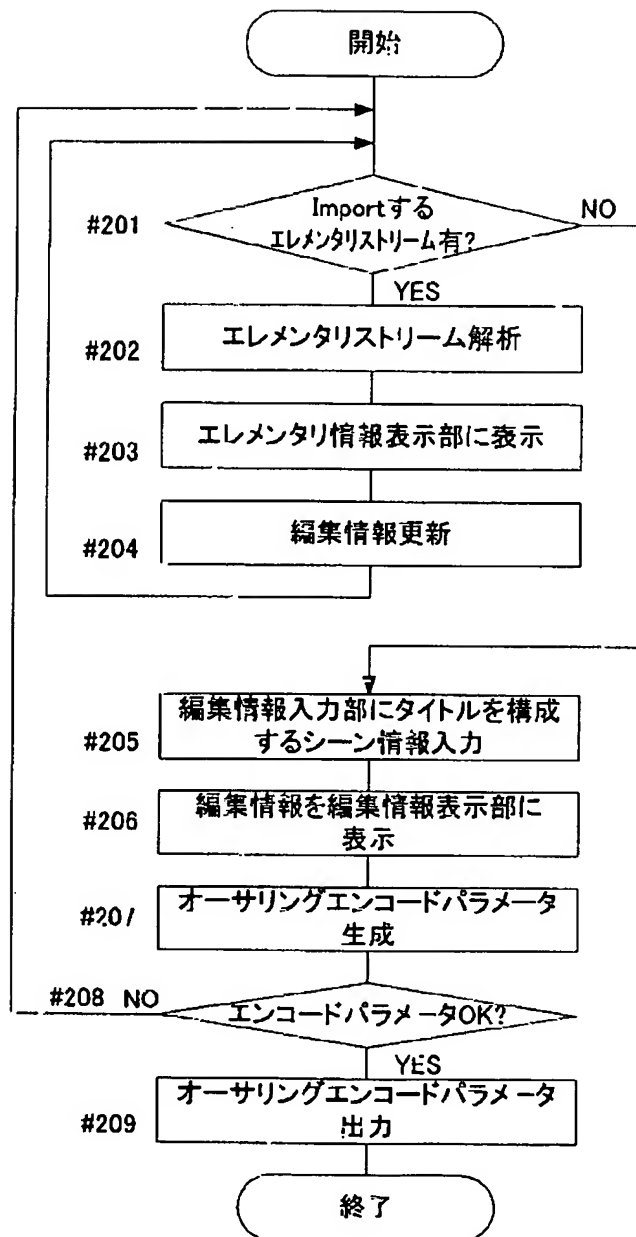 開始
#201
Importする
エレメンタリストリーム有?
NO
YES
#202
エレメンタリストリーム解析
#203
エレメンタリ情報表示部に表示
#204
編集情報更新
#205
編集情報入力部にタイトルを構成
するシーン情報入力
#206
編集情報を編集情報表示部に
表示
#207
オーサリングエンコードパラメータ
生成
#208 NO
エンコードパラメータOK?
YES
#209
オーサリングエンコードパラメータ
出力
終了